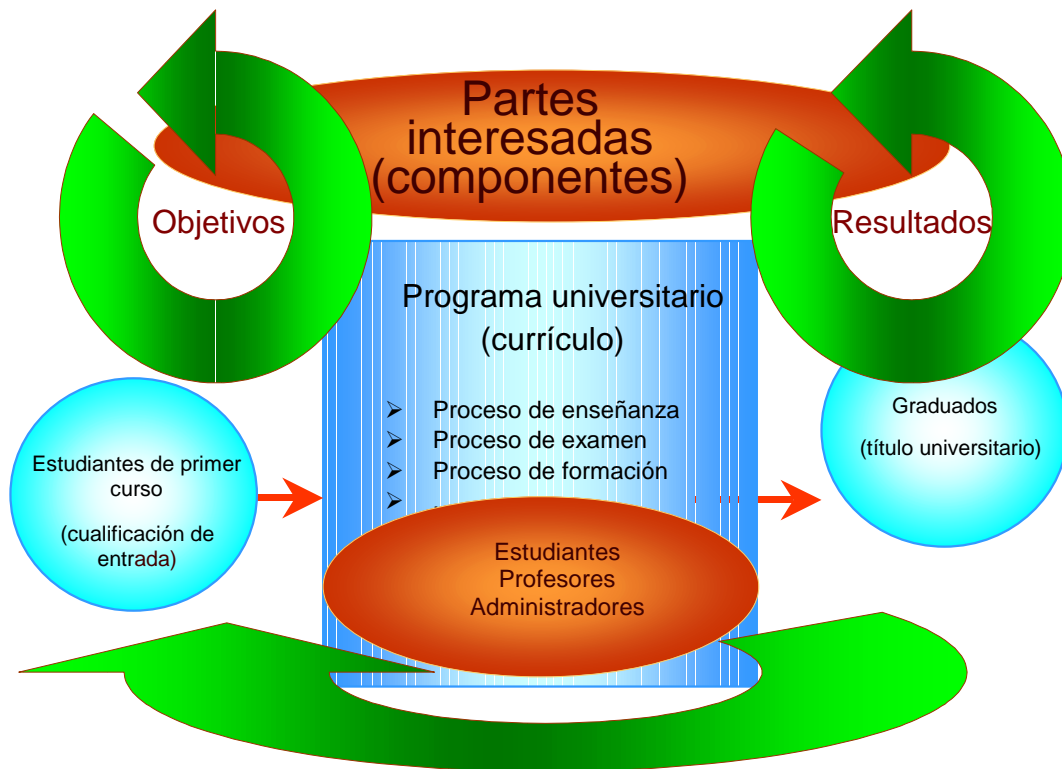 Partes
interesadas
(componentes)
Objetivos
Resultados
Programa universitario
(currículo)
➢ Proceso de enseñanza
➢ Proceso de examen
➢ Proceso de formación
➢
Estudiantes de primer
curso
(cualificación de
entrada)
Graduados
(título universitario)
Estudiantes
Profesores
Administradores